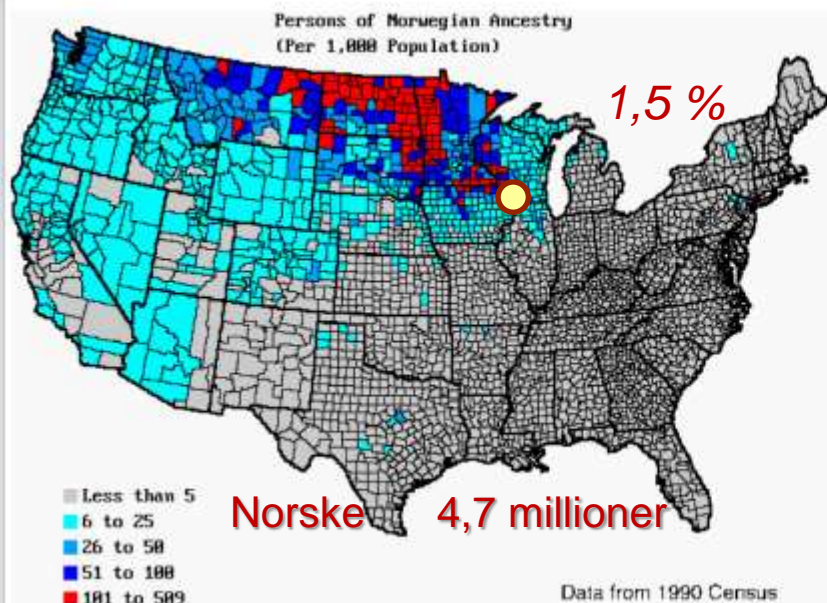 Persons of Norwegian Ancestry
(Per 1,000 Population)
1,5 %
Less than 5
6 to 25
26 to 50
51 to 100
101 to 509
Norske 4,7 millioner
Data from 1990 Census